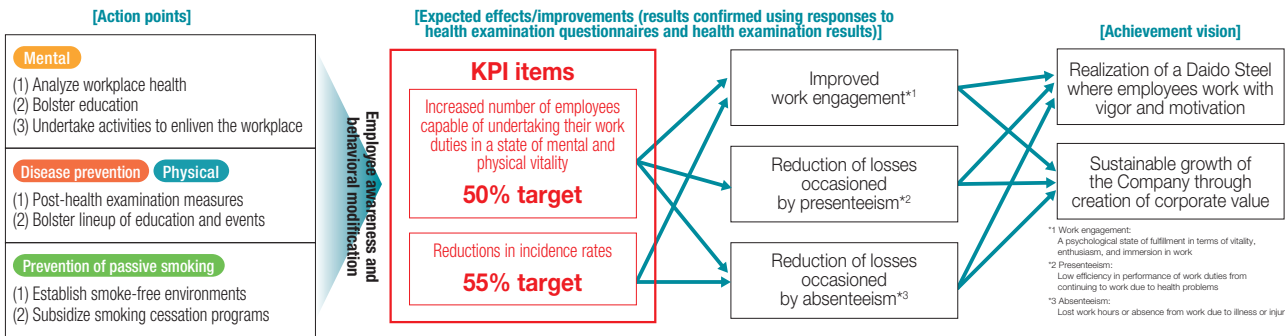 [Action points]
Mental
(1) Analyze workplace health
(2) Bolster education
(3) Undertake activities to enliven the workplace
Disease prevention Physical
(1) Post-health examination measures
(2) Bolster lineup of education and events
Prevention of passive smoking
(1) Establish smoke-free environments
(2) Subsidize smoking cessation programs
Employee awareness and
behavioral modification
[Expected effects/improvements (results confirmed using responses to
health examination questionnaires and health examination results)]
KPI items
Increased number of employees
capable of undertaking their work
duties in a state of mental and
physical vitality
50% target
Reductions in incidence rates
55% target
Improved
work engagement*1
Reduction of losses
occasioned
by presenteeism*2
Reduction of losses
occasioned
by absenteeism*3
[Achievement vision]
Realization of a Daido Steel
where employees work with
vigor and motivation
Sustainable growth of
the Company through
creation of corporate value
*1 Work engagement:
A psychological state of fulfillment in terms of vitality,
enthusiasm, and immersion in work
*2 Presenteeism:
Low efficiency in performance of work duties from
continuing to work due to health problems
*3 Absenteeism:
Lost work hours or absence from work due to illness or injur